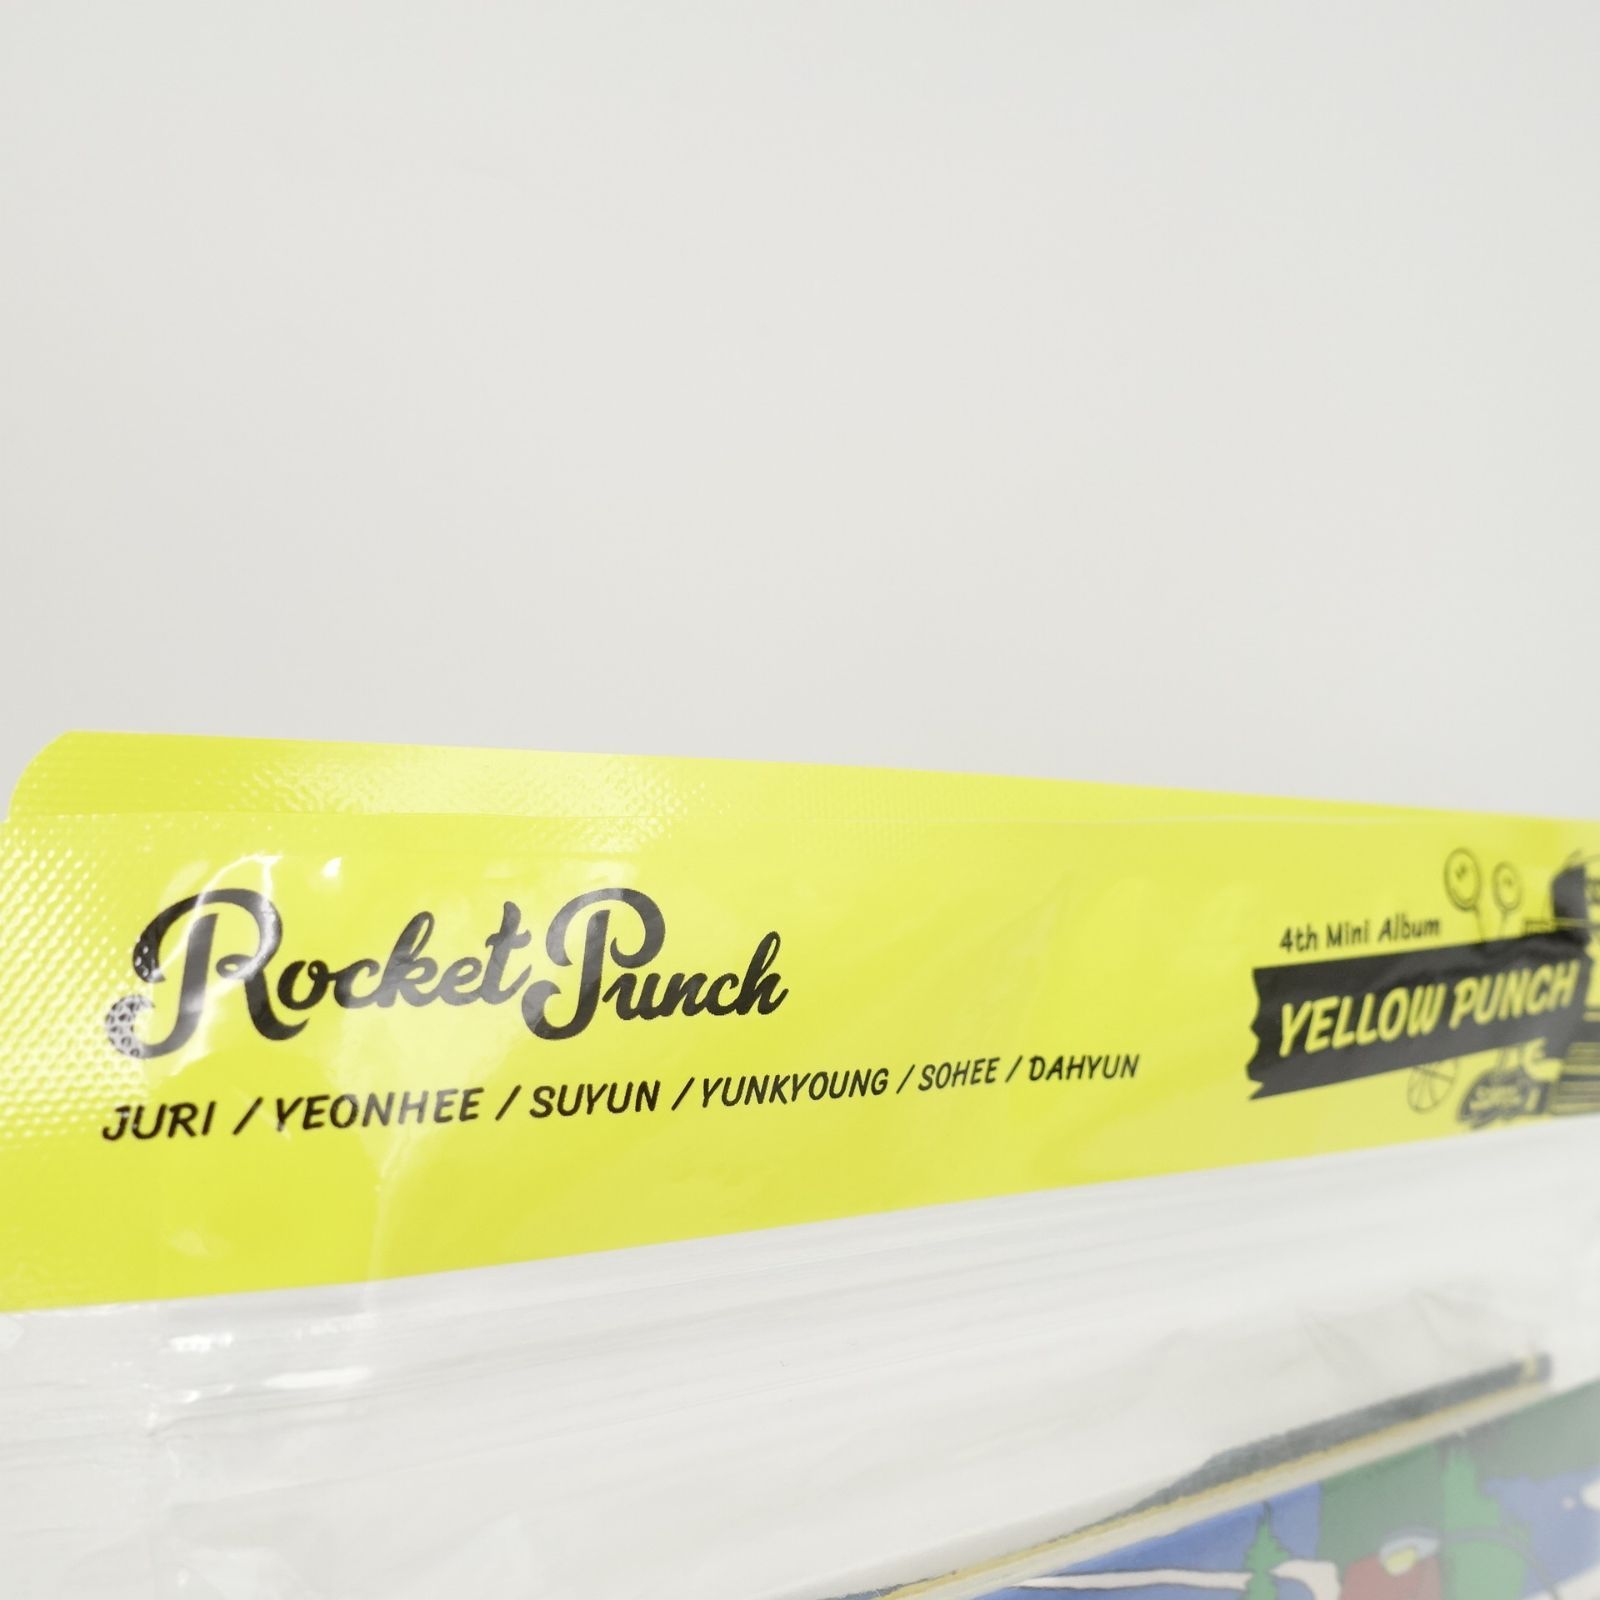 Rocket Punch
JURI / YEONHEE / SUYUN / YUNKYOUNG / SOHEE / DAHYUN
4th Mini Album
YELLOW PUNCH